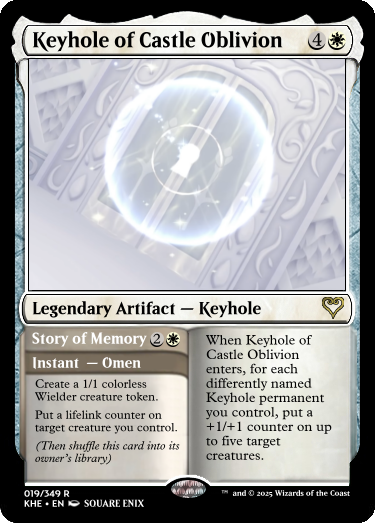 Keyhole of Castle Oblivion 4
Legendary Artifact — Keyhole
Story of Memory 2
Instant — Omen
Create a 1/1 colorless
Wielder creature token.
Put a lifelink counter on
target creature you control.
(Then shuffle this card into its
owner's library)
When Keyhole of
Castle Oblivion
enters, for each
differently named
Keyhole permanent
you control, put a
+1/+1 counter on up
to five target
creatures.
019/349 R
KHE • EN SQUARE ENIX
™ and © 2025 Wizards of the Coast